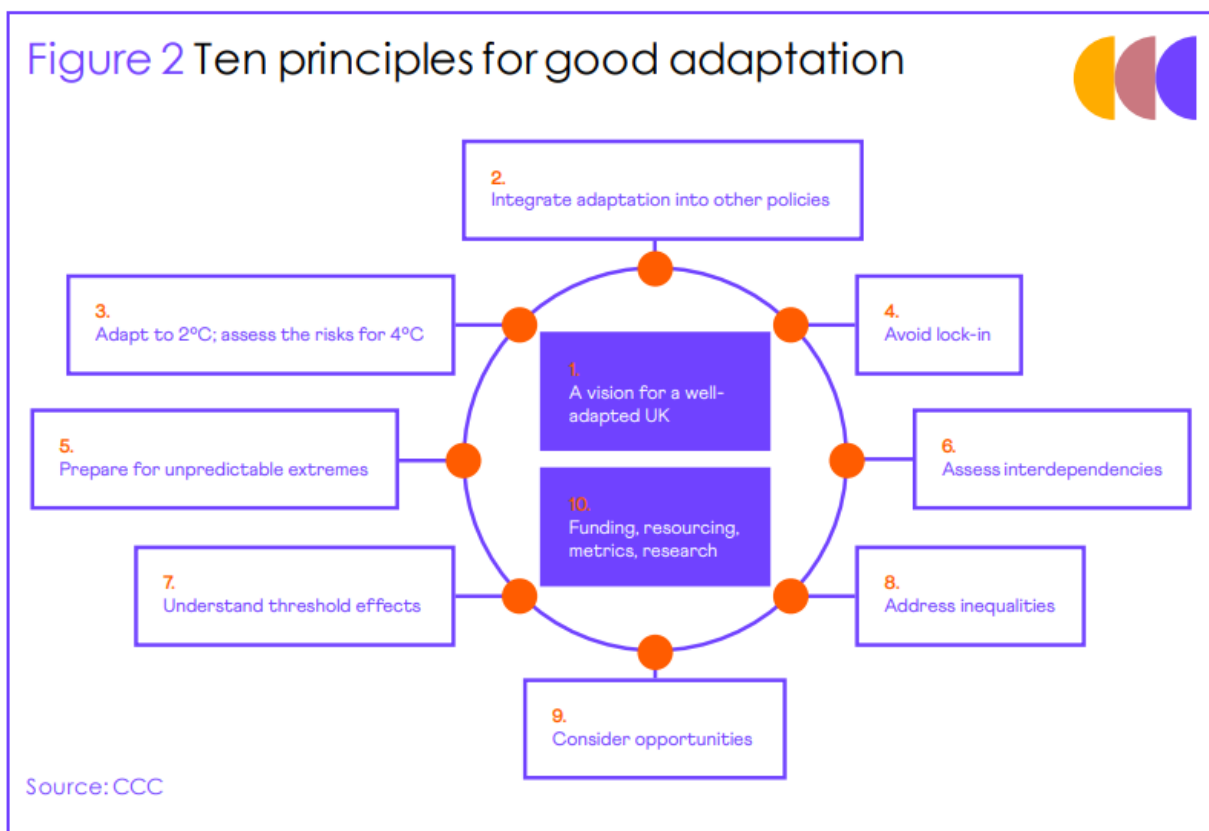 Figure 2 Ten principles for good adaptation
2.
Integrate adaptation into other policies
3.
Adapt to 2°C; assess the risks for 4°C
4.
Avoid lock-in
1.
A vision for a well-
adapted UK
5.
Prepare for unpredictable extremes
6.
Assess interdependencies
10.
Funding, resourcing,
metrics, research
7.
Understand threshold effects
8.
Address inequalities
9.
Consider opportunities
Source: CCC